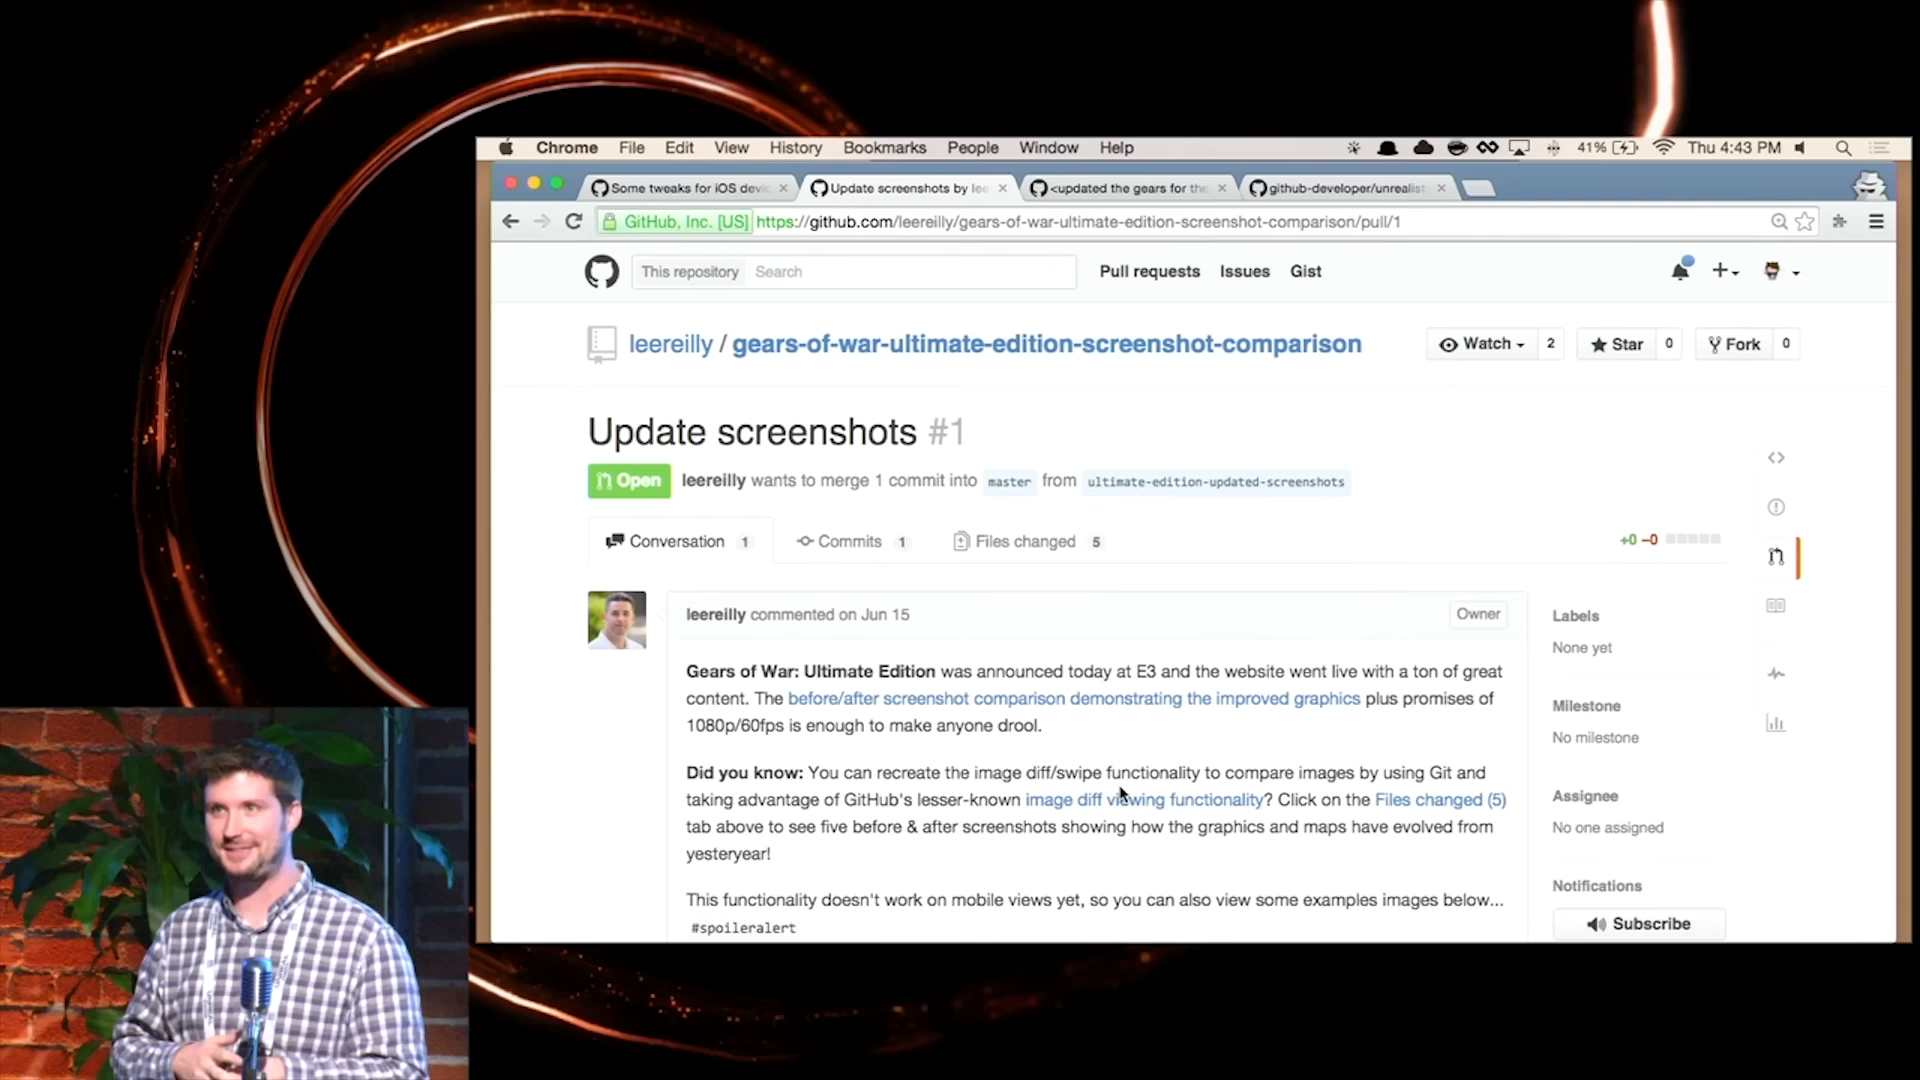 Chrome File Edit View History Bookmarks People Window Help 41% Thu 4:43 PM
Some tweaks for iOS devic
Update screenshots by lee
<updated the gears for the
github-developer/unrealist
GitHub, Inc. [US] https://github.com/leereilly/gears-of-war-ultimate-edition-screenshot-comparison/pull/1
This repository Search Pull requests Issues Gist
leereilly / gears-of-war-ultimate-edition-screenshot-comparison
Watch 2 Star 0 Fork 0
Update screenshots #1
Open leereilly wants to merge 1 commit into master from ultimate-edition-updated-screenshots
Conversation 1 Commits 1 Files changed 5 +0 −0
leereilly commented on Jun 15 Owner
Gears of War: Ultimate Edition was announced today at E3 and the website went live with a ton of great
content. The before/after screenshot comparison demonstrating the improved graphics plus promises of
1080p/60fps is enough to make anyone drool.
Did you know: You can recreate the image diff/swipe functionality to compare images by using Git and
taking advantage of GitHub's lesser-known image diff viewing functionality? Click on the Files changed (5)
tab above to see five before & after screenshots showing how the graphics and maps have evolved from
yesteryear!
This functionality doesn't work on mobile views yet, so you can also view some examples images below...
#spoileralert
Labels
None yet
Milestone
No milestone
Assignee
No one assigned
Notifications
Subscribe